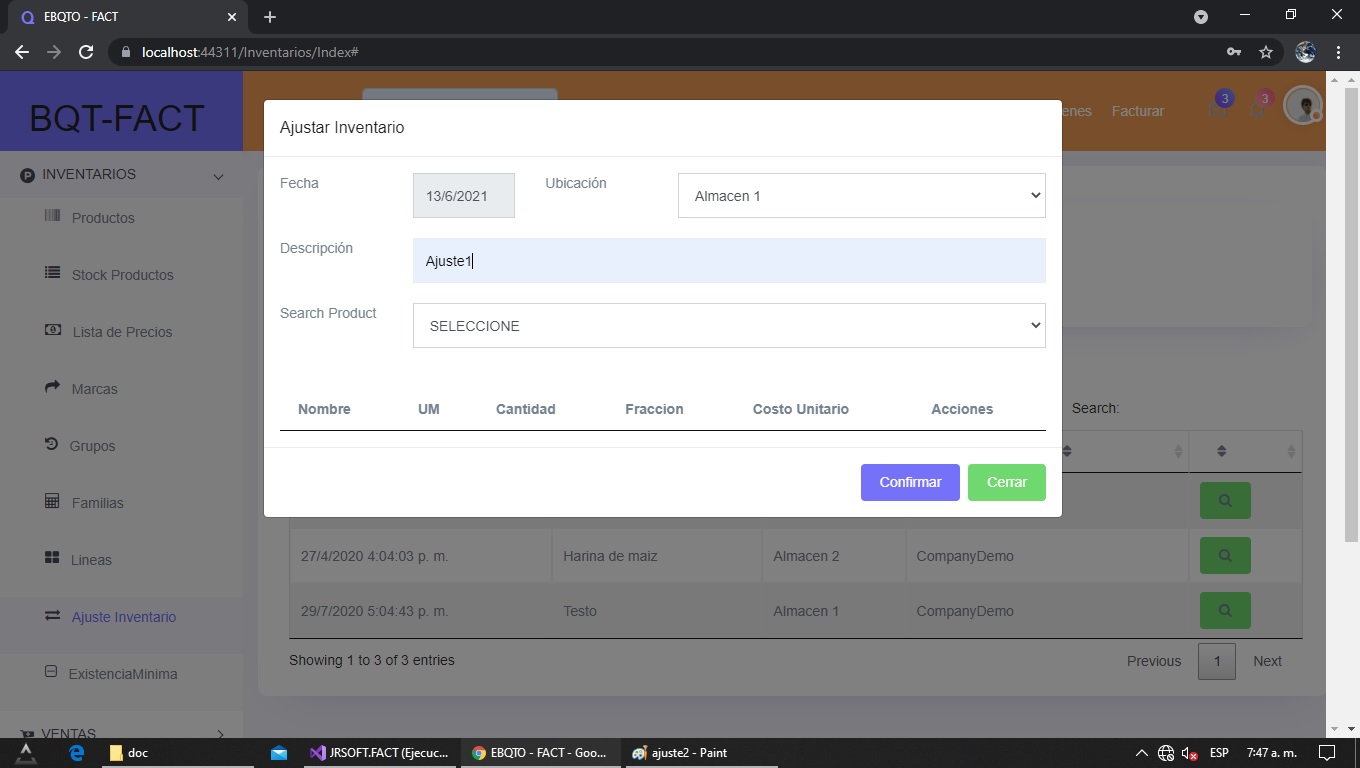 EBQTO - FACT
localhost:44311/Inventarios/Index#
BQT-FACT
enes Facturar 3 3
INVENTARIOS
Productos
Stock Productos
Lista de Precios
Marcas
Grupos
Familias
Lineas
Ajuste Inventario
ExistenciaMinima
VENTAS
Ajustar Inventario
Fecha 13/6/2021 Ubicación Almacen 1
Descripción Ajuste1
Search Product SELECCIONE
Nombre UM Cantidad Fraccion Costo Unitario Acciones
Confirmar Cerrar
Search:
27/4/2020 4:04:03 p. m. Harina de maiz Almacen 2 CompanyDemo
29/7/2020 5:04:43 p. m. Testo Almacen 1 CompanyDemo
Showing 1 to 3 of 3 entries Previous 1 Next
doc JRSOFT.FACT (Ejecuc... EBQTO - FACT - Goo... ajuste2 - Paint ESP 7:47 a. m.